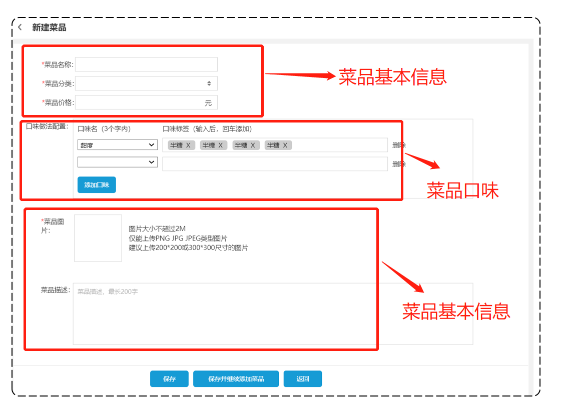 < 新建菜品
*菜品名称:
*菜品分类:
*菜品价格: 元
菜品基本信息
口味做法配置: 口味名（3个字内） 口味标签（输入后，回车添加）
甜度 半糖 X 半糖 X 半糖 X 半糖 X 删除
删除
添加口味
菜品口味
*菜品图
片:
图片大小不超过2M
仅能上传PNG JPG JPEG类型图片
建议上传200*200或300*300尺寸的图片
菜品描述: 菜品描述，最长200字
菜品基本信息
保存 保存并继续添加菜品 返回